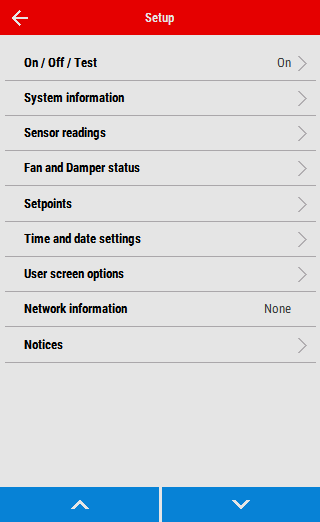 Setup
On / Off / Test On
System information
Sensor readings
Fan and Damper status
Setpoints
Time and date settings
User screen options
Network information None
Notices